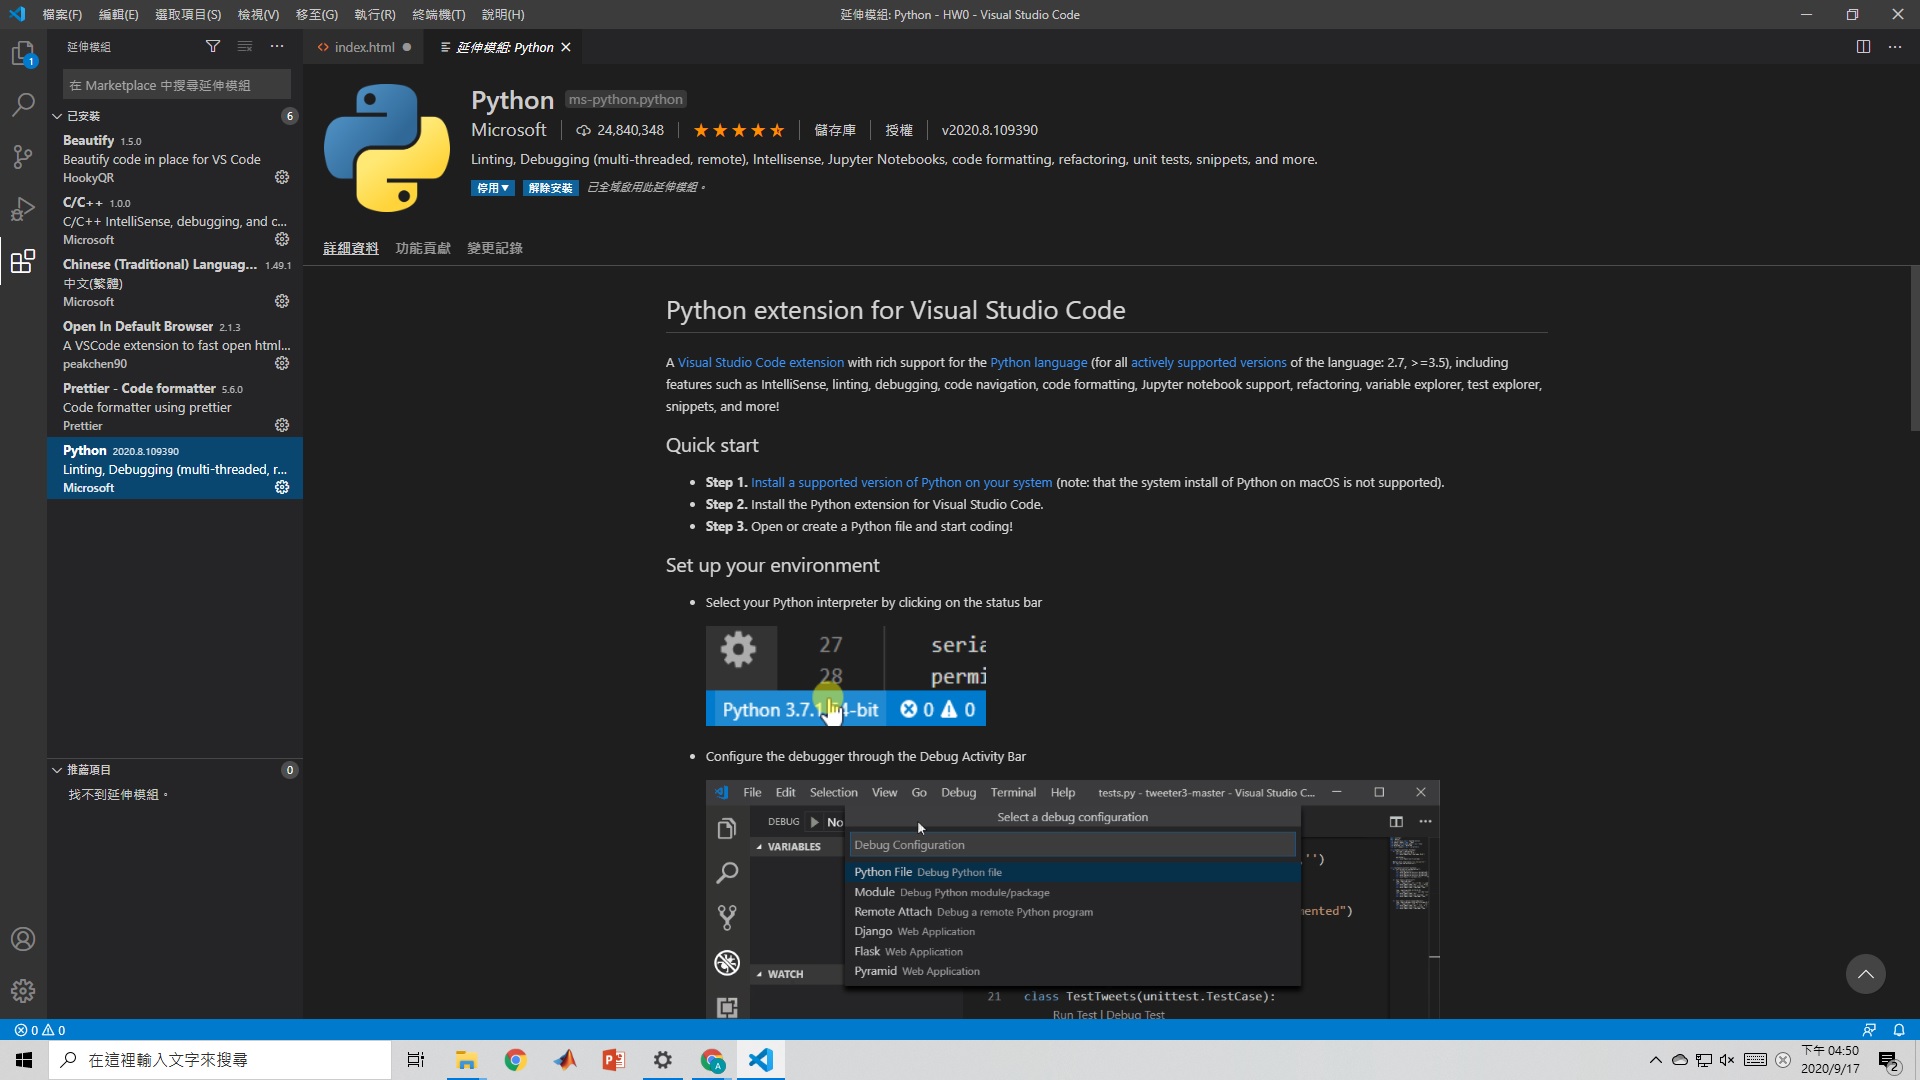 檔案(F) 編輯(E) 選取項目(S) 檢視(V) 移至(G) 執行(R) 終端機(T) 說明(H) 延伸模組: Python - HW0 - Visual Studio Code
延伸模組
index.html
延伸模組: Python
1
在 Marketplace 中搜尋延伸模組
已安裝 6
Beautify 1.5.0
Beautify code in place for VS Code
HookyQR
C/C++ 1.0.0
C/C++ IntelliSense, debugging, and c...
Microsoft
Chinese (Traditional) Languag... 1.49.1
中文(繁體)
Microsoft
Open In Default Browser 2.1.3
A VSCode extension to fast open html...
peakchen90
Prettier - Code formatter 5.6.0
Code formatter using prettier
Prettier
Python 2020.8.109390
Linting, Debugging (multi-threaded, r...
Microsoft
推薦項目 0
找不到延伸模組。
Python ms-python.python
Microsoft 24,840,348 儲存庫 授權 v2020.8.109390
Linting, Debugging (multi-threaded, remote), Intellisense, Jupyter Notebooks, code formatting, refactoring, unit tests, snippets, and more.
停用 解除安裝 已全域啟用此延伸模組。
詳細資料 功能貢獻 變更記錄
Python extension for Visual Studio Code
A Visual Studio Code extension with rich support for the Python language (for all actively supported versions of the language: 2.7, >=3.5), including
features such as IntelliSense, linting, debugging, code navigation, code formatting, Jupyter notebook support, refactoring, variable explorer, test explorer,
snippets, and more!
Quick start
• Step 1. Install a supported version of Python on your system (note: that the system install of Python on macOS is not supported).
• Step 2. Install the Python extension for Visual Studio Code.
• Step 3. Open or create a Python file and start coding!
Set up your environment
• Select your Python interpreter by clicking on the status bar
27 seria
28 permi
Python 3.7.1 4-bit 0 0
• Configure the debugger through the Debug Activity Bar
File Edit Selection View Go Debug Terminal Help tests.py - tweeter3-master - Visual Studio C...
Select a debug configuration
DEBUG No
Debug Configuration
VARIABLES
'')
Python File Debug Python file
Module Debug Python module/package
Remote Attach Debug a remote Python program
ented")
Django Web Application
Flask Web Application
Pyramid Web Application
WATCH
21 class TestTweets(unittest.TestCase):
Run Test | Debug Test
0 0
在這裡輸入文字來搜尋
下午 04:50
2020/9/17
2